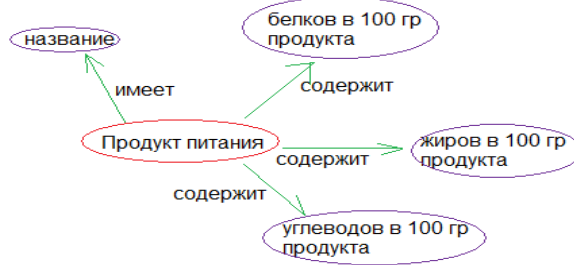 белков в 100 гр
продукта
название
имеет
содержит
Продукт питания
жиров в 100 гр
продукта
содержит
содержит
углеводов в 100 гр
продукта